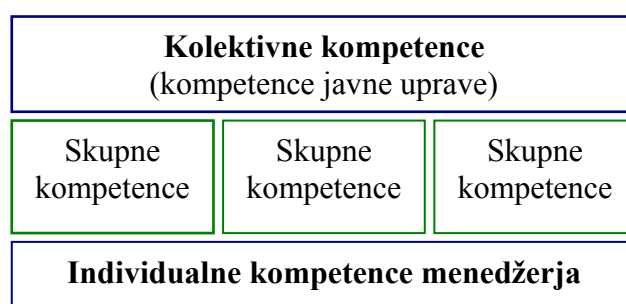 Kolektivne kompetence
(kompetence javne uprave)
Skupne
kompetence
Skupne
kompetence
Skupne
kompetence
Individualne kompetence menedžerja